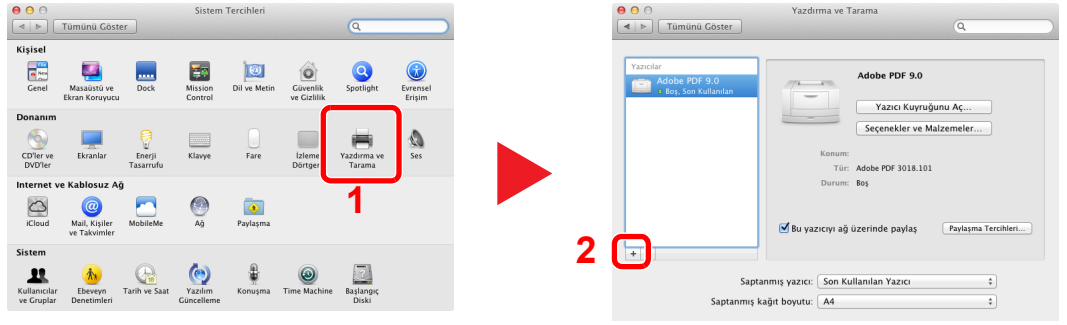 Sistem Tercihleri
Tümünü Göster
Kişisel
Genel
Masaüstü ve
Ekran Koruyucu
Dock
Mission
Control
Dil ve Metin
Güvenlik
ve Gizlilik
Spotlight
Evrensel
Erişim
Donanım
CD'ler ve
DVD'ler
Ekranlar
Enerji
Tasarrufu
Klavye
Fare
İzleme
Dörtger
Yazdırma ve
Tarama
Ses
1
Internet ve Kablosuz Ağ
iCloud
Mail, Kişiler
ve Takvimler
MobileMe
Ağ
Paylaşma
Sistem
Kullanıcılar
ve Gruplar
Ebeveyn
Denetimleri
Tarih ve Saat
Yazılım
Güncelleme
Konuşma
Time Machine
Başlangıç
Diski
Yazdırma ve Tarama
Tümünü Göster
Yazıcılar
Adobe PDF 9.0
Boş, Son Kullanılan
Adobe PDF 9.0
Yazıcı Kuyruğunu Aç...
Seçenekler ve Malzemeler...
Konum:
Tür: Adobe PDF 3018.101
Durum: Boş
Bu yazıcıyı ağ üzerinde paylaş
Paylaşma Tercihleri...
2
+
Saptanmış yazıcı: Son Kullanılan Yazıcı
Saptanmış kağıt boyutu: A4